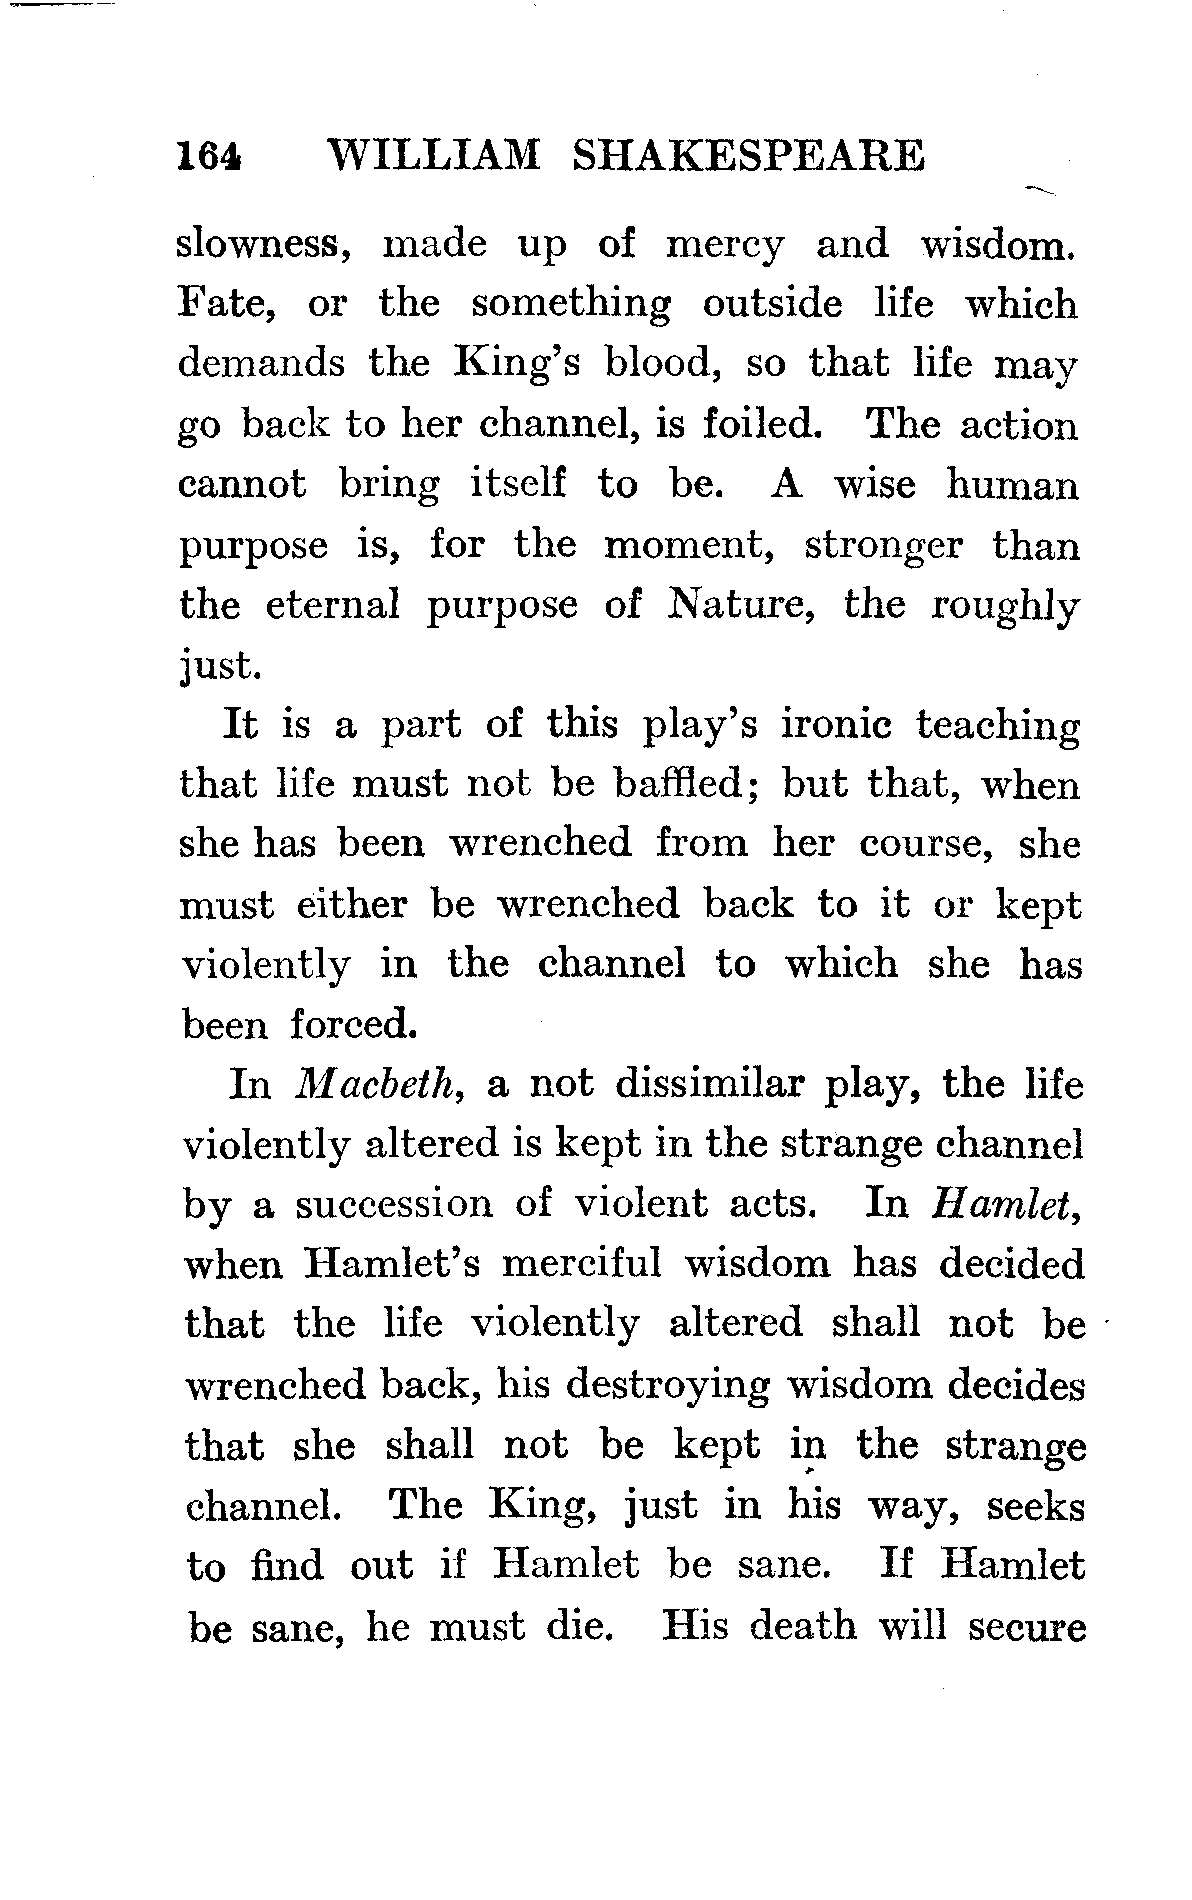 164 WILLIAM SHAKESPEARE
slowness, made up of mercy and wisdom.
Fate, or the something outside life which
demands the King's blood, so that life may
go back to her channel, is foiled. The action
cannot bring itself to be. A wise human
purpose is, for the moment, stronger than
the eternal purpose of Nature, the roughly
just.
It is a part of this play's ironic teaching
that life must not be baffled; but that, when
she has been wrenched from her course, she
must either be wrenched back to it or kept
violently in the channel to which she has
been forced.
In Macbeth, a not dissimilar play, the life
violently altered is kept in the strange channel
by a succession of violent acts. In Hamlet,
when Hamlet's merciful wisdom has decided
that the life violently altered shall not be
wrenched back, his destroying wisdom decides
that she shall not be kept in the strange
channel. The King, just in his way, seeks
to find out if Hamlet be sane. If Hamlet
be sane, he must die. His death will secure